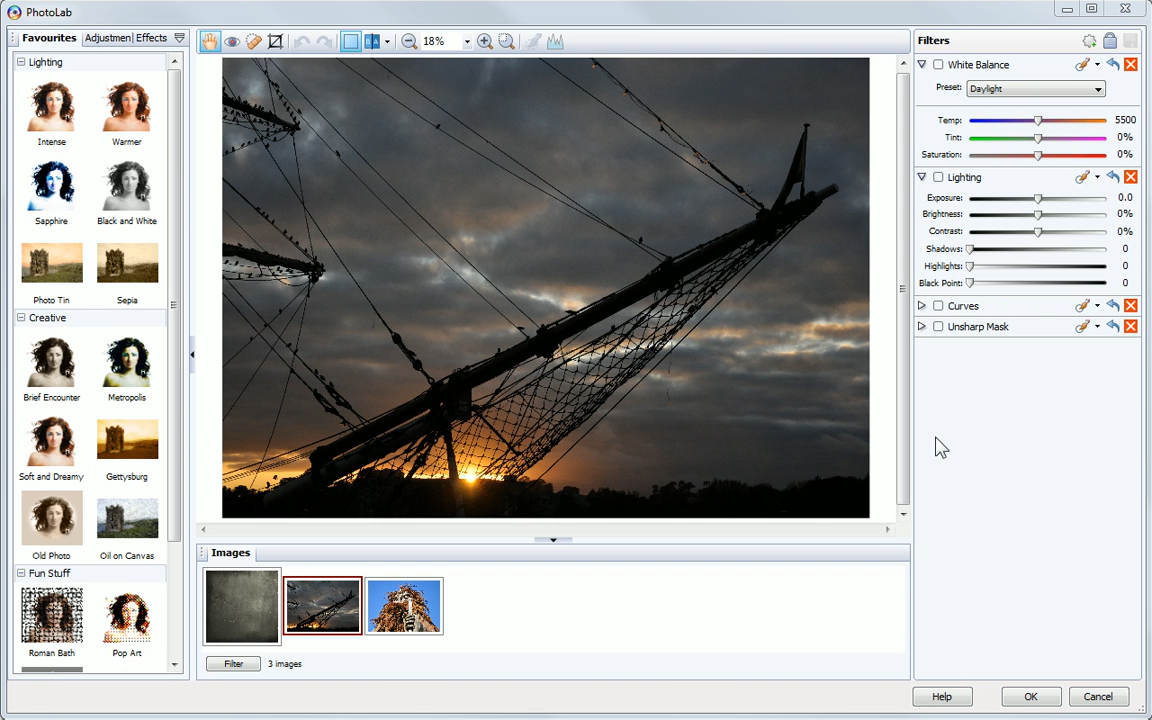 PhotoLab
Favourites Adjustmen Effects
Lighting
Intense Warmer
Sapphire Black and White
Photo Tin Sepia
Creative
Brief Encounter Metropolis
Soft and Dreamy Gettysburg
Old Photo Oil on Canvas
Fun Stuff
Roman Bath Pop Art
18%
Images
Filter 3 images
Filters
White Balance
Preset: Daylight
Temp: 5500
Tint: 0%
Saturation: 0%
Lighting
Exposure: 0.0
Brightness: 0%
Contrast: 0%
Shadows: 0
Highlights: 0
Black Point: 0
Curves
Unsharp Mask
Help OK Cancel